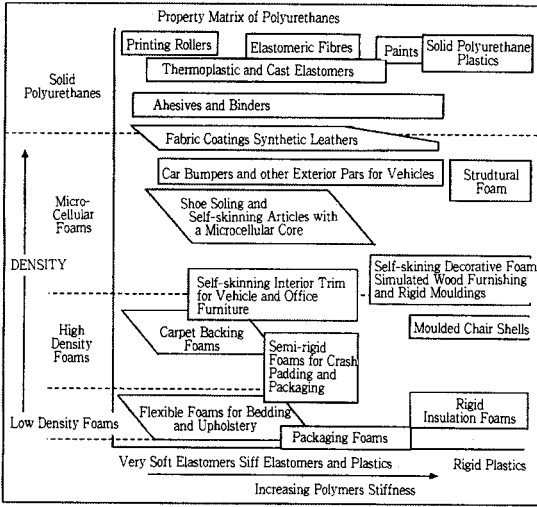 Property Matrix of Polyurethanes
Printing Rollers
Elastomeric Fibres
Paints
Solid Polyurethane
Plastics
Thermoplastic and Cast Elastomers
Solid
Polyurethanes
Ahesives and Binders
Fabric Coatings Synthetic Leathers
Car Bumpers and other Exterior Pars for Vehicles
Strudtural
Foam
Micro-
Cellular
Foams
Shoe Soling and
Self-skinning Articles with
a Microcellular Core
DENSITY
Self-skining Decorative Foam
Simulated Wood Furnishing
and Rigid Mouldings
Self-skinning Interior Trim
for Vehicle and Office
Furniture
High
Density
Foams
Carpet Backing
Foams
Moulded Chair Shells
Semi-rigid
Foams for Crash
Padding and
Packaging
Low Density Foams
Flexible Foams for Bedding
and Upholstery
Rigid
Insulation Foams
Packaging Foams
Very Soft Elastomers Siff Elastomers and Plastics
Rigid Plastics
Increasing Polymers Stiffness